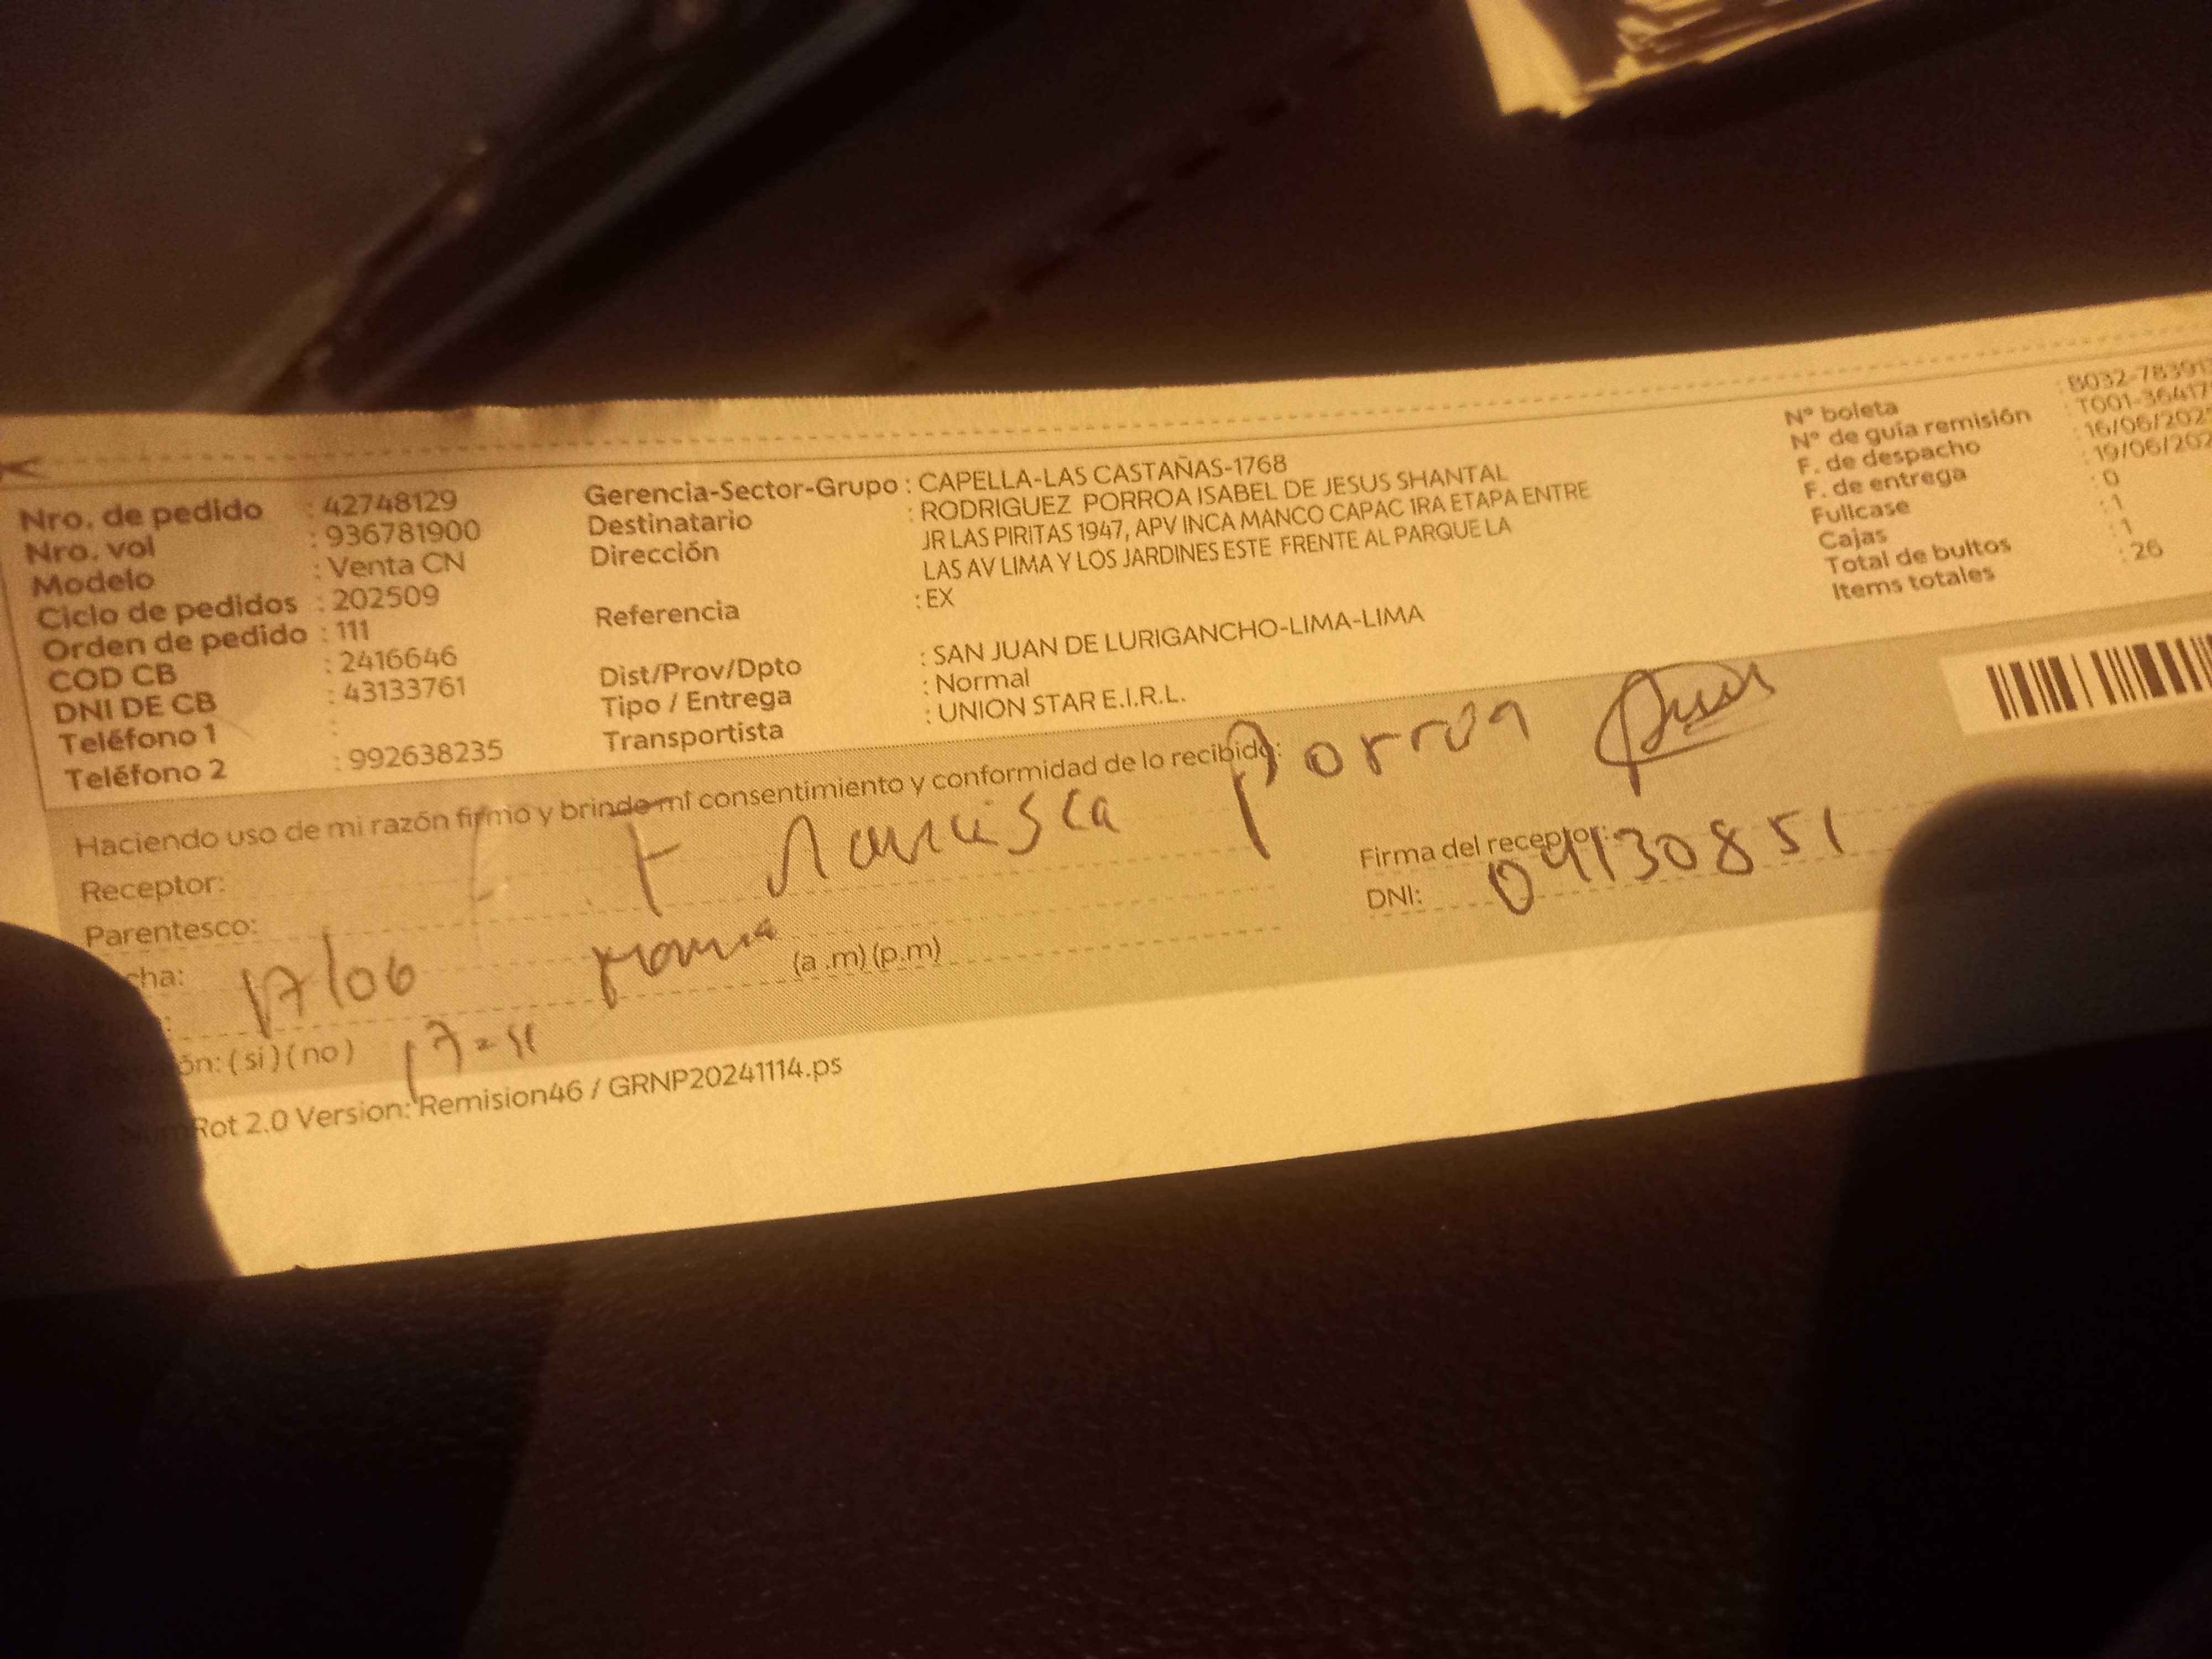 Nro. de pedido : 42748129
Nro. vol : 936781900
Modelo : Venta CN
Ciclo de pedidos : 202509
Orden de pedido : 111
COD CB : 2416646
DNI DE CB : 43133761
Teléfono 1 :
Teléfono 2 : 992638235
Gerencia-Sector-Grupo : CAPELLA-LAS CASTAÑAS-1768
Destinatario : RODRIGUEZ PORROA ISABEL DE JESUS SHANTAL
Dirección JR LAS PIRITAS 1947, APV INCA MANCO CAPAC 1RA ETAPA ENTRE
LAS AV LIMA Y LOS JARDINES ESTE FRENTE AL PARQUE LA
Referencia : EX
Dist/Prov/Dpto : SAN JUAN DE LURIGANCHO-LIMA-LIMA
Tipo / Entrega : Normal
Transportista : UNION STAR E.I.R.L.
N° boleta : B032-783913
N° de guía remisión : T001-36417
F. de despacho : 16/06/202
F. de entrega : 19/06/202
Fullcase : 0
Cajas : 1
Total de bultos : 1
Items totales : 26
Haciendo uso de mi razón firmo y brindo mi consentimiento y conformidad de lo recibido:
Receptor: Porroa
Firma del receptor:
Parentesco: mama
DNI: 04130851
cha: 17/06
(a .m) (p.m)
ón: ( si ) ( no )
Rot 2.0 Version: Remision46 / GRNP20241114.ps